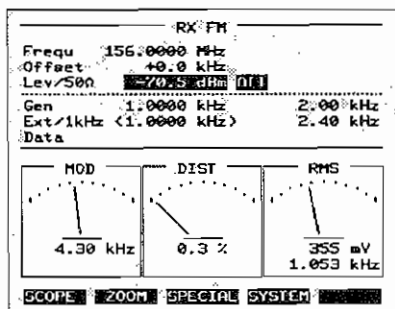 RX FM
Frequ 156.0000 MHz
Offset +0.0 kHz
Lev/50Ω -70.5 dBm
Gen 1.0000 kHz 2.00 kHz
Ext/1kHz (1.0000 kHz) 2.40 kHz
Data
MOD DIST RMS
4.30 kHz 0.3 % 355 mV
1.053 kHz
SCOPE ZOOM SPECIAL SYSTEM